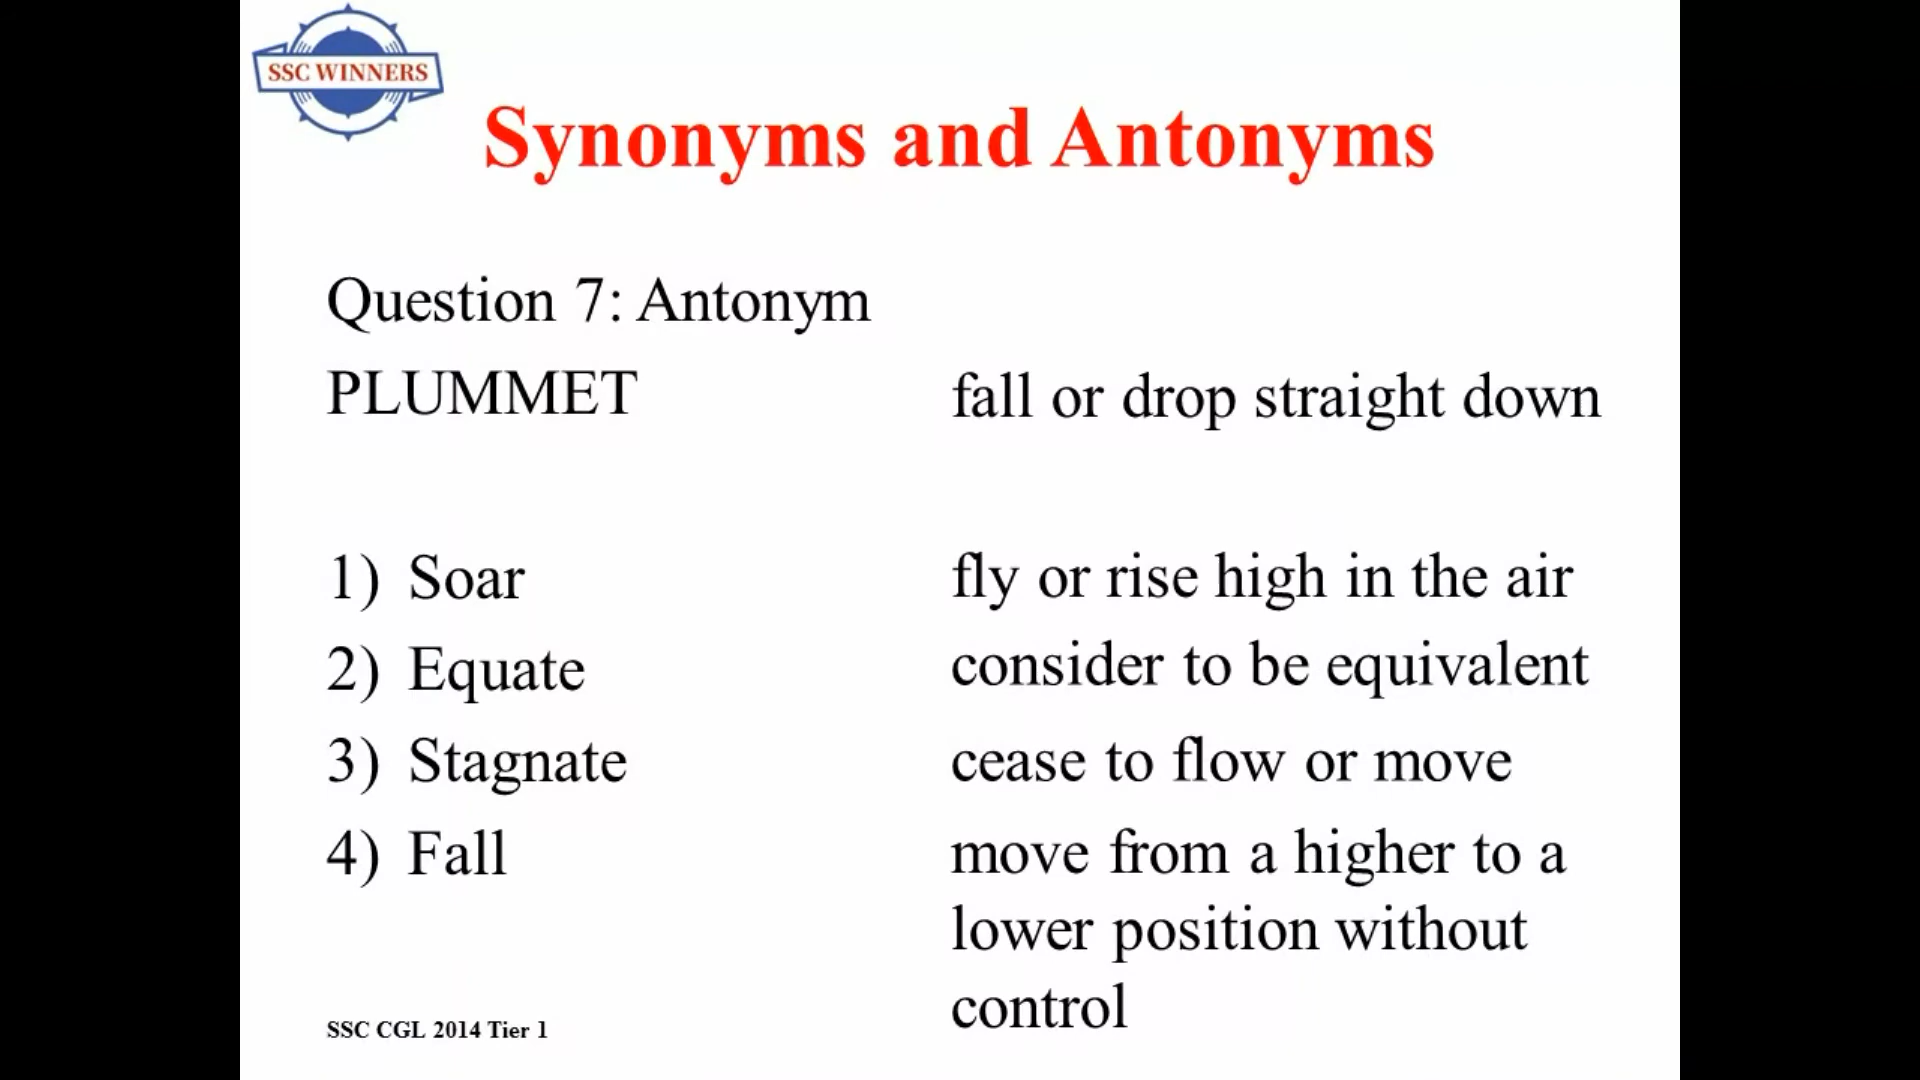 SSC WINNERS
Synonyms and Antonyms
Question 7: Antonym
PLUMMET fall or drop straight down
1) Soar fly or rise high in the air
2) Equate consider to be equivalent
3) Stagnate cease to flow or move
4) Fall move from a higher to a
lower position without
control
SSC CGL 2014 Tier 1